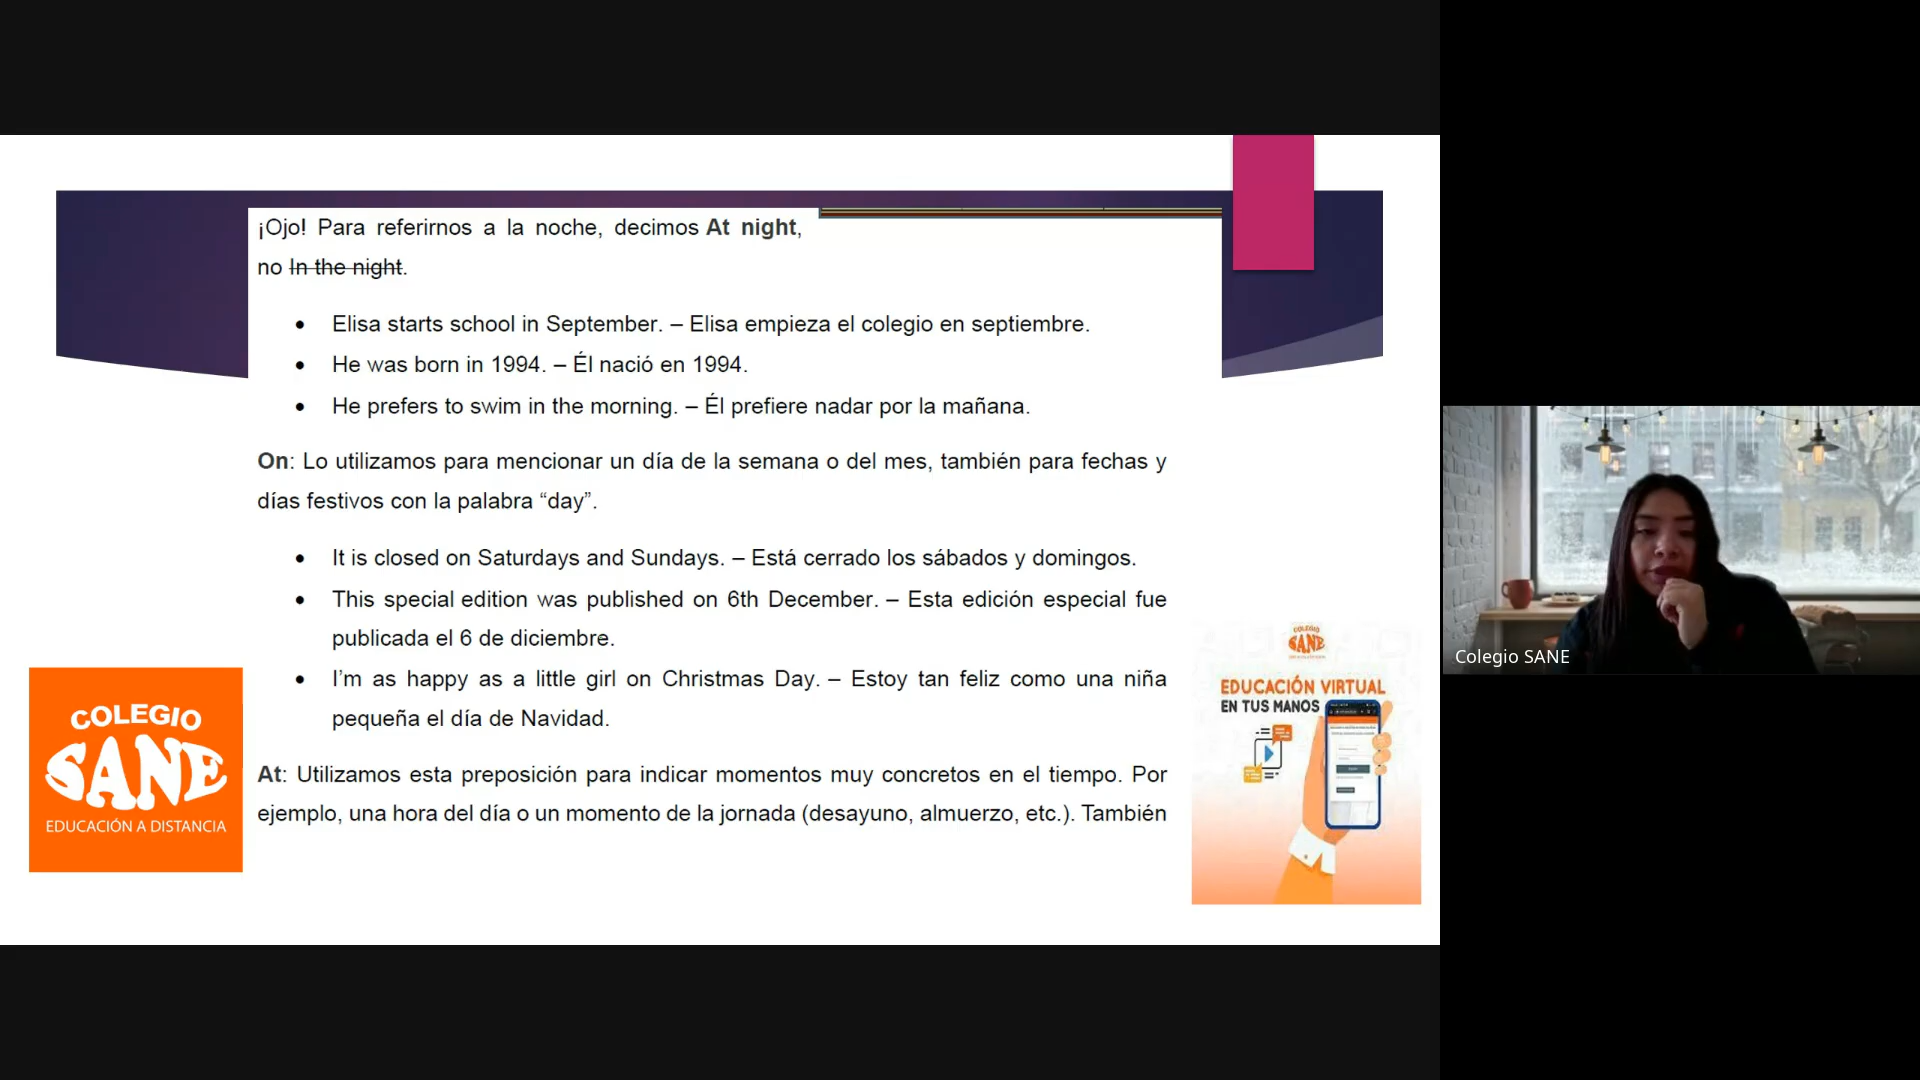 ¡Ojo! Para referirnos a la noche, decimos At night,
no In the night.
• Elisa starts school in September. – Elisa empieza el colegio en septiembre.
• He was born in 1994. – Él nació en 1994.
• He prefers to swim in the morning. – Él prefiere nadar por la mañana.
On: Lo utilizamos para mencionar un día de la semana o del mes, también para fechas y
días festivos con la palabra “day”.
• It is closed on Saturdays and Sundays. – Está cerrado los sábados y domingos.
• This special edition was published on 6th December. – Esta edición especial fue
publicada el 6 de diciembre.
• I’m as happy as a little girl on Christmas Day. – Estoy tan feliz como una niña
pequeña el día de Navidad.
At: Utilizamos esta preposición para indicar momentos muy concretos en el tiempo. Por
ejemplo, una hora del día o un momento de la jornada (desayuno, almuerzo, etc.). También
COLEGIO
SANE
EDUCACIÓN A DISTANCIA
COLEGIO
SANE
EDUCACIÓN VIRTUAL
EN TUS MANOS
Colegio SANE